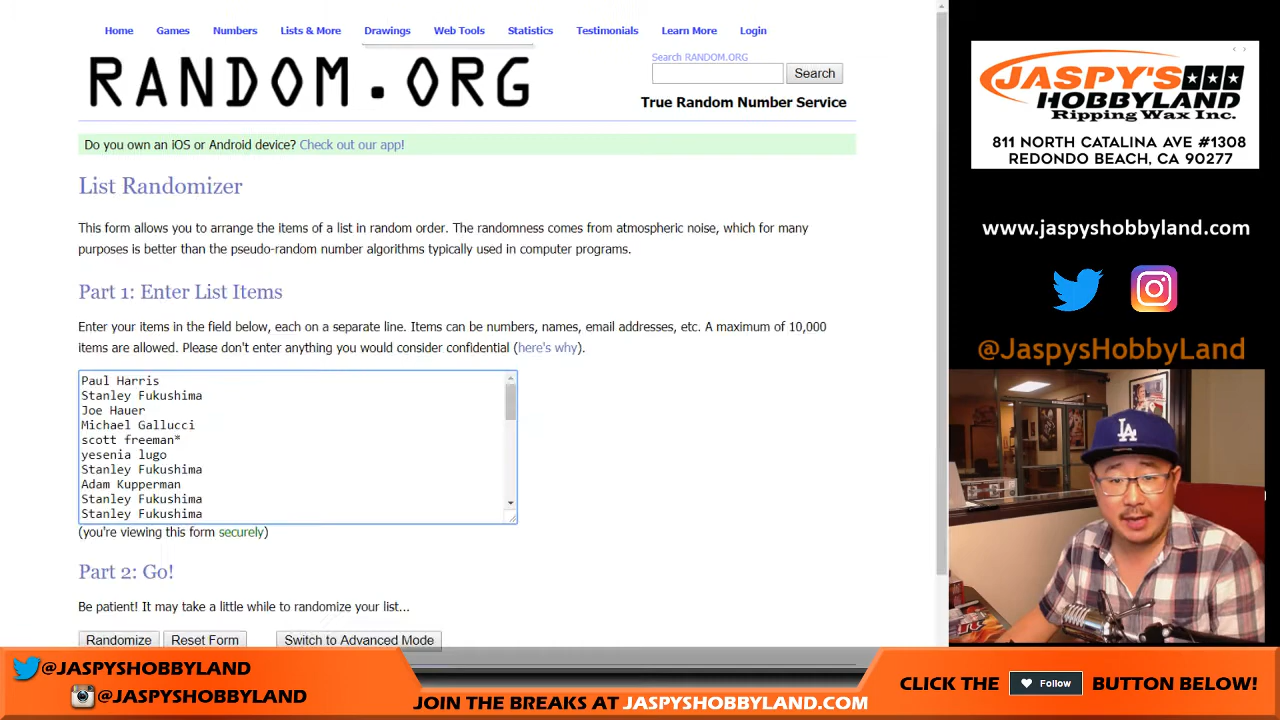 Home Games Numbers Lists & More Drawings Web Tools Statistics Testimonials Learn More Login
RANDOM.ORG
Search RANDOM.ORG
Search
True Random Number Service
Do you own an iOS or Android device? Check out our app!
List Randomizer
This form allows you to arrange the items of a list in random order. The randomness comes from atmospheric noise, which for many
purposes is better than the pseudo-random number algorithms typically used in computer programs.
Part 1: Enter List Items
Enter your items in the field below, each on a separate line. Items can be numbers, names, email addresses, etc. A maximum of 10,000
items are allowed. Please don't enter anything you would consider confidential (here's why).
Paul Harris
Stanley Fukushima
Joe Hauer
Michael Gallucci
scott freeman*
yesenia lugo
Stanley Fukushima
Adam Kupperman
Stanley Fukushima
Stanley Fukushima
(you're viewing this form securely)
Part 2: Go!
Be patient! It may take a little while to randomize your list...
Randomize Reset Form Switch to Advanced Mode
JASPY'S
HOBBYLAND
Ripping Wax Inc.
811 NORTH CATALINA AVE #1308
REDONDO BEACH, CA 90277
www.jaspyshobbyland.com
@JaspysHobbyLand
LA
@JASPYSHOBBYLAND
@JASPYSHOBBYLAND
JOIN THE BREAKS AT JASPYSHOBBYLAND.COM
CLICK THE Follow BUTTON BELOW!